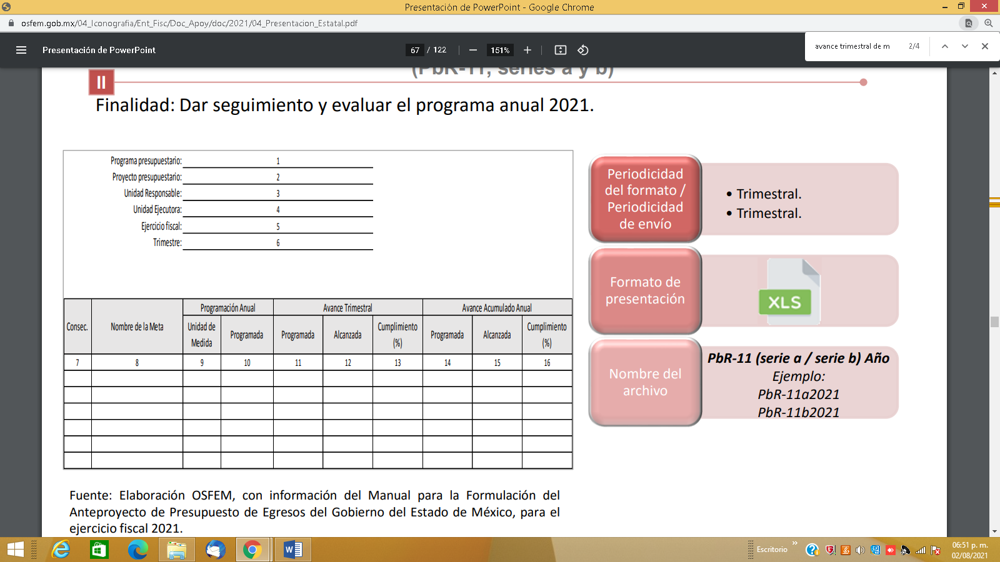 Presentación de PowerPoint - Google Chrome
osfem.gob.mx/04_Iconografia/Ent_Fisc/Doc_Apoy/doc/2021/04_Presentacion_Estatal.pdf
Presentación de PowerPoint
67 / 122
151%
avance trimestral de m
2/4
(PbR-11, series a y b)
II
Finalidad: Dar seguimiento y evaluar el programa anual 2021.
Programa presupuestario: 1
Proyecto presupuestario: 2
Unidad Responsable: 3
Unidad Ejecutora: 4
Ejercicio fiscal: 5
Trimestre: 6
Programación Anual Avance Trimestral Avance Acumulado Anual
Consec. Nombre de la Meta Unidad de Medida Programada Programada Alcanzada Cumplimiento (%) Programada Alcanzada Cumplimiento (%)
7 8 9 10 11 12 13 14 15 16
Periodicidad
del formato /
Periodicidad
de envío
• Trimestral.
• Trimestral.
Formato de
presentación
XLS
Nombre del
archivo
PbR-11 (serie a / serie b) Año
Ejemplo:
PbR-11a2021
PbR-11b2021
Fuente: Elaboración OSFEM, con información del Manual para la Formulación del
Anteproyecto de Presupuesto de Egresos del Gobierno del Estado de México, para el
ejercicio fiscal 2021.
Escritorio
06:51 p. m.
02/08/2021